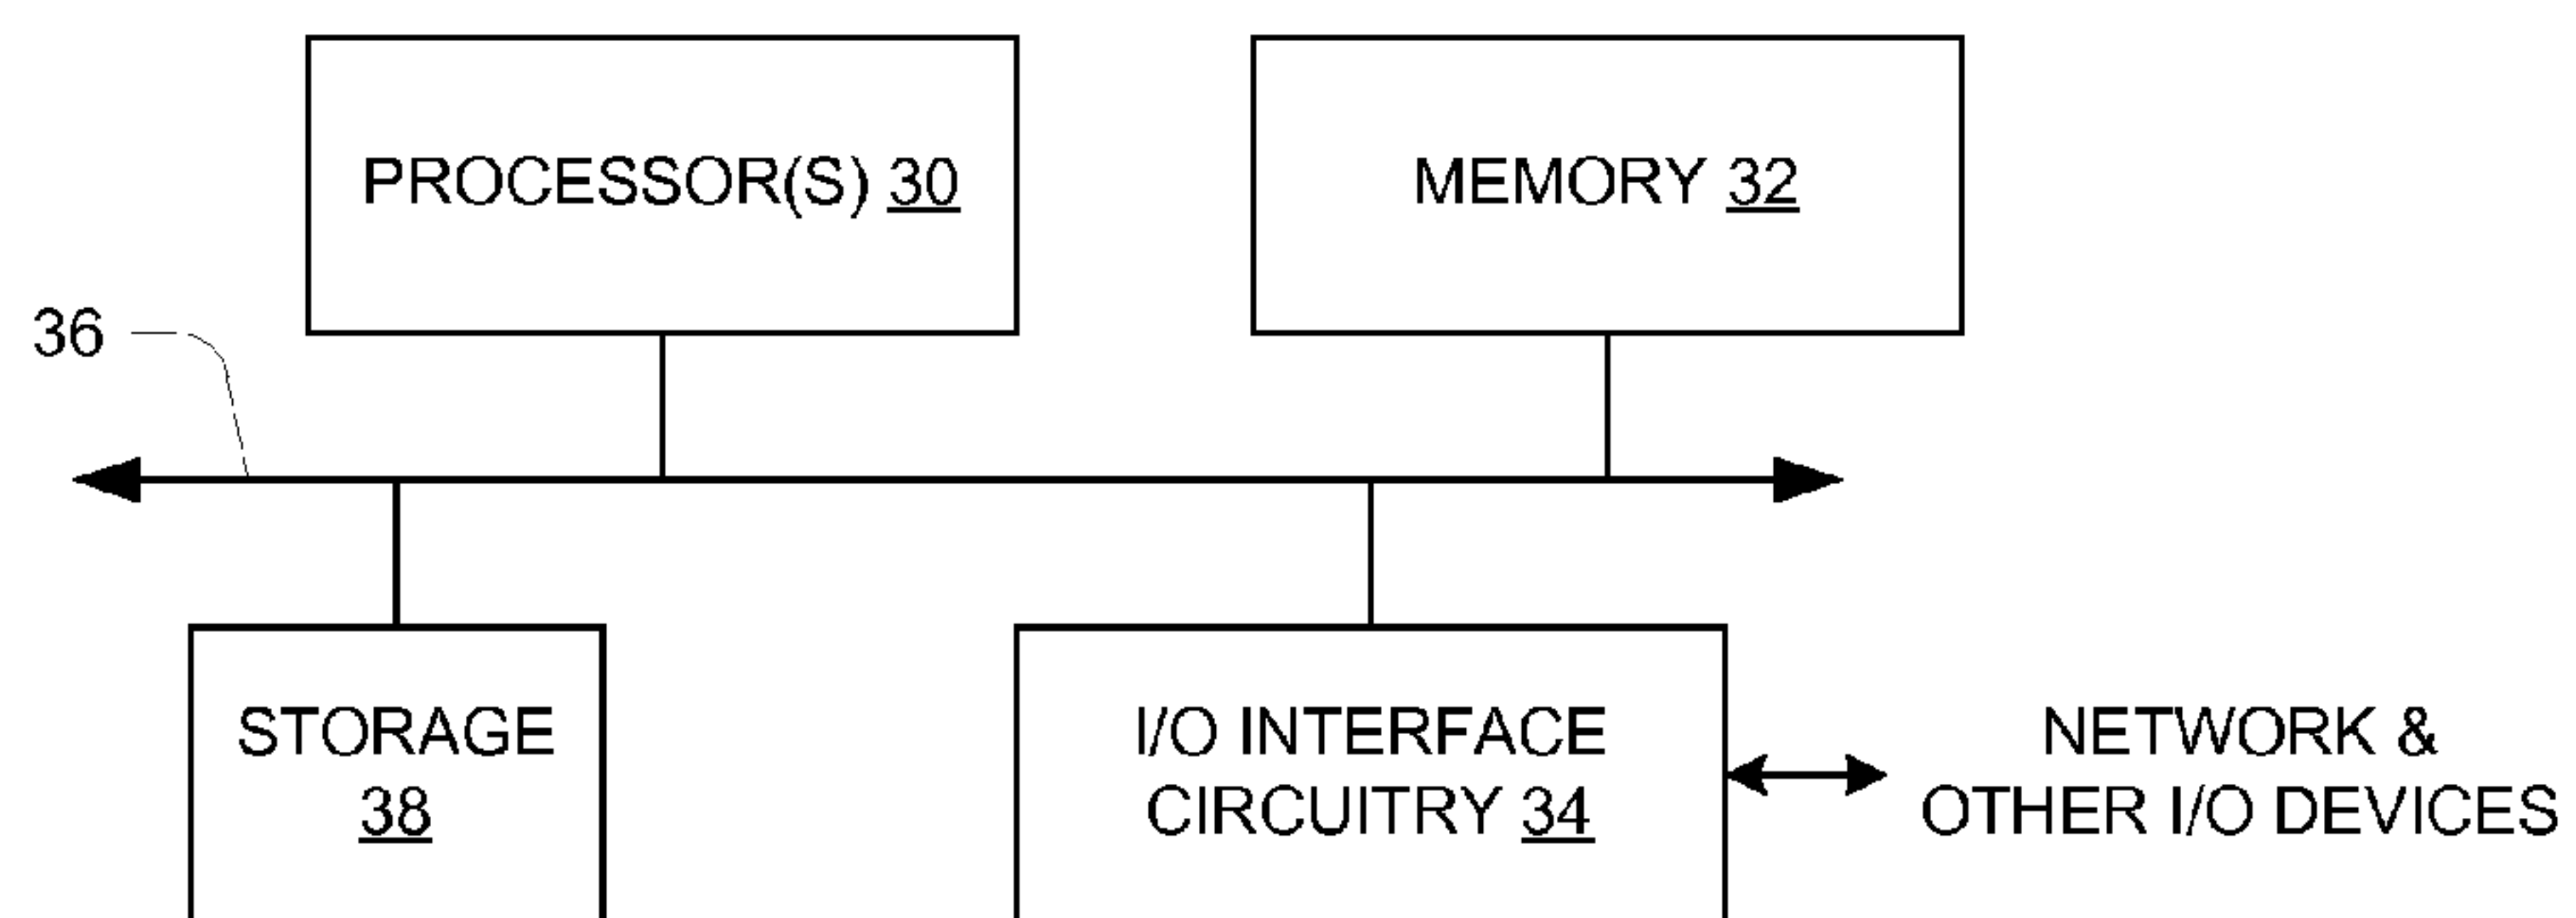 PROCESSOR(S) 30
MEMORY 32
36
STORAGE
38
I/O INTERFACE
CIRCUITRY 34
NETWORK &
OTHER I/O DEVICES